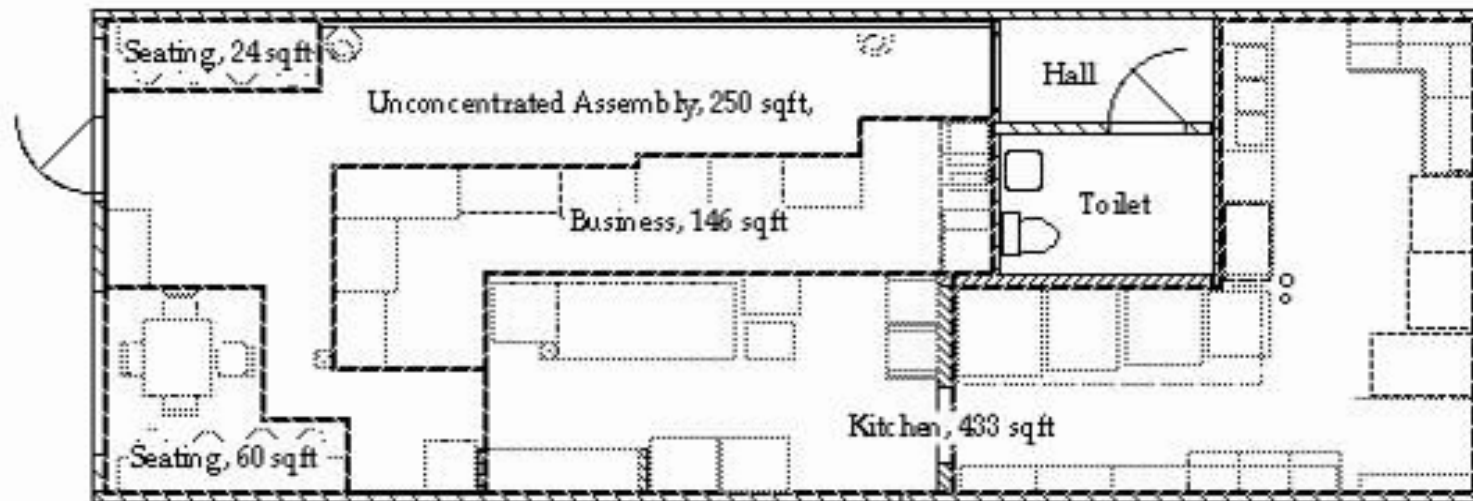 Seating, 24 sqft
Unconcentrated Assembly, 250 sqft,
Hall
Toilet
Business, 146 sqft
Kitchen, 433 sqft
Seating, 60 sqft